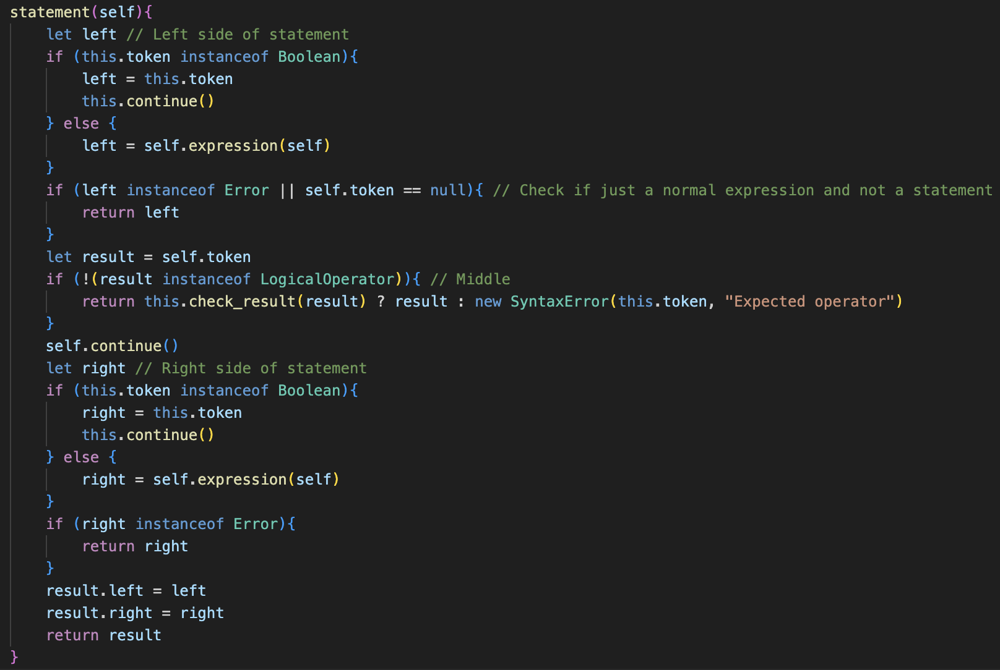 statement(self){
    let left // Left side of statement
    if (this.token instanceof Boolean){
        left = this.token
        this.continue()
    } else {
        left = self.expression(self)
    }
    if (left instanceof Error || self.token == null){ // Check if just a normal expression and not a statement
        return left
    }
    let result = self.token
    if (!(result instanceof LogicalOperator)){ // Middle
        return this.check_result(result) ? result : new SyntaxError(this.token, "Expected operator")
    }
    self.continue()
    let right // Right side of statement
    if (this.token instanceof Boolean){
        right = this.token
        this.continue()
    } else {
        right = self.expression(self)
    }
    if (right instanceof Error){
        return right
    }
    result.left = left
    result.right = right
    return result
}